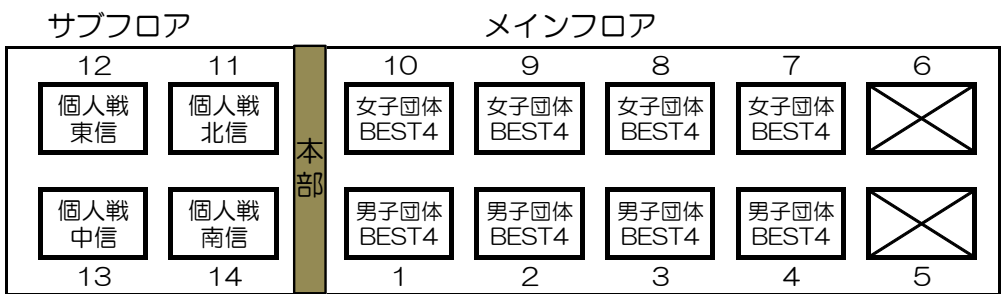 サブフロア
メインフロア
12 11 10 9 8 7 6
個人戦 個人戦 女子団体 女子団体 女子団体 女子団体
東信 北信 BEST4 BEST4 BEST4 BEST4
本部
個人戦 個人戦 男子団体 男子団体 男子団体 男子団体
中信 南信 BEST4 BEST4 BEST4 BEST4
13 14 1 2 3 4 5